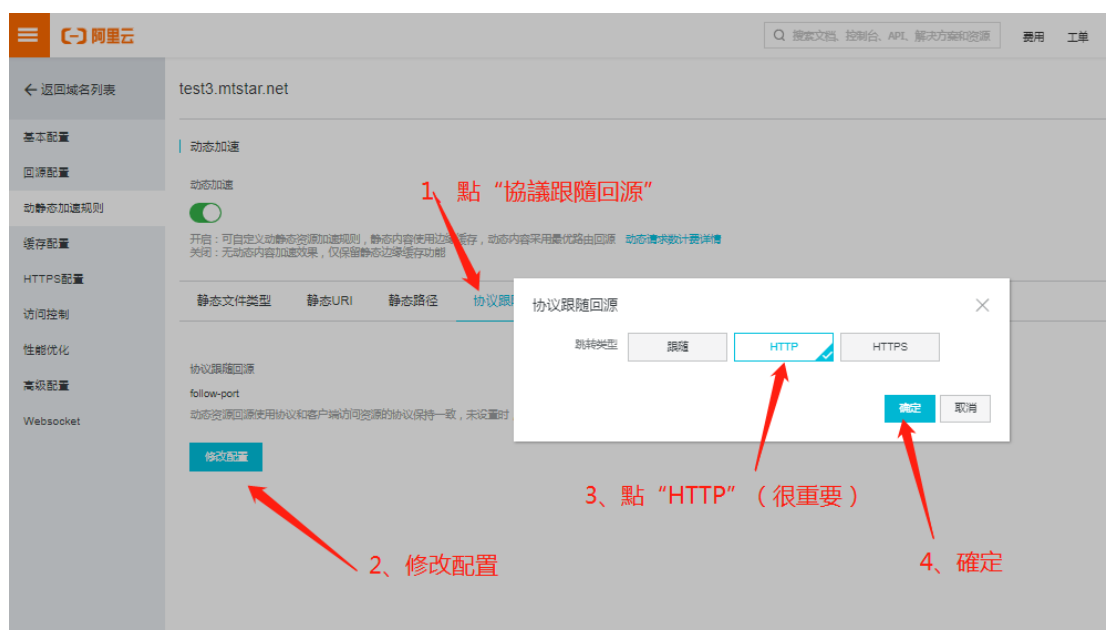 阿里云
搜索文档、控制台、API、解决方案和资源
费用
工单
返回域名列表
test3.mtstar.net
基本配置
回源配置
动静态加速规则
缓存配置
HTTPS配置
访问控制
性能优化
高级配置
Websocket
动态加速
动态加速
开启：可自定义动静态资源加速规则，静态内容使用边缘缓存，动态内容采用最优路由回源 动态请求数计费详情
关闭：无动态内容加速效果，仅保留静态边缘缓存功能
1、點“協議跟隨回源”
静态文件类型
静态URI
静态路径
协议跟
协议跟随回源
follow-port
动态资源回源使用协议和客户端访问资源的协议保持一致，未设置时
修改配置
协议跟随回源
跳转类型
跟随
HTTP
HTTPS
确定
取消
3、點“HTTP”（很重要）
2、修改配置
4、確定